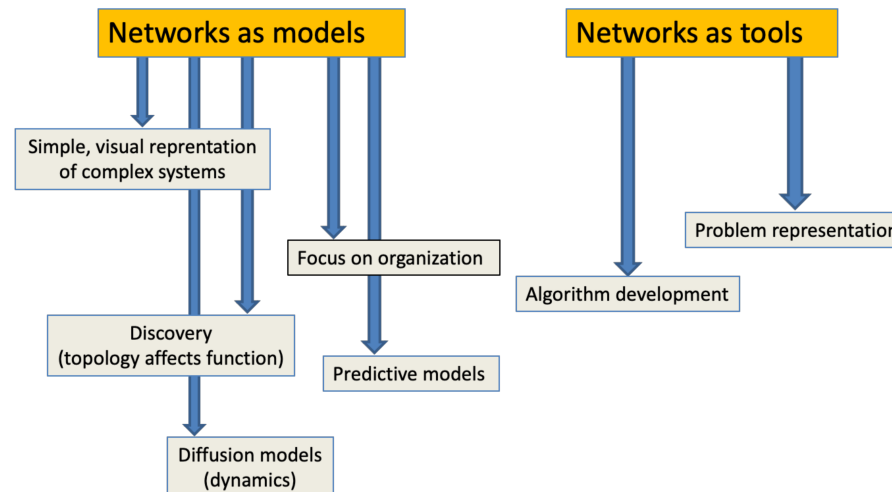 Networks as models
Networks as tools
Simple, visual reprentation
of complex systems
Problem representation
Focus on organization
Algorithm development
Discovery
(topology affects function)
Predictive models
Diffusion models
(dynamics)